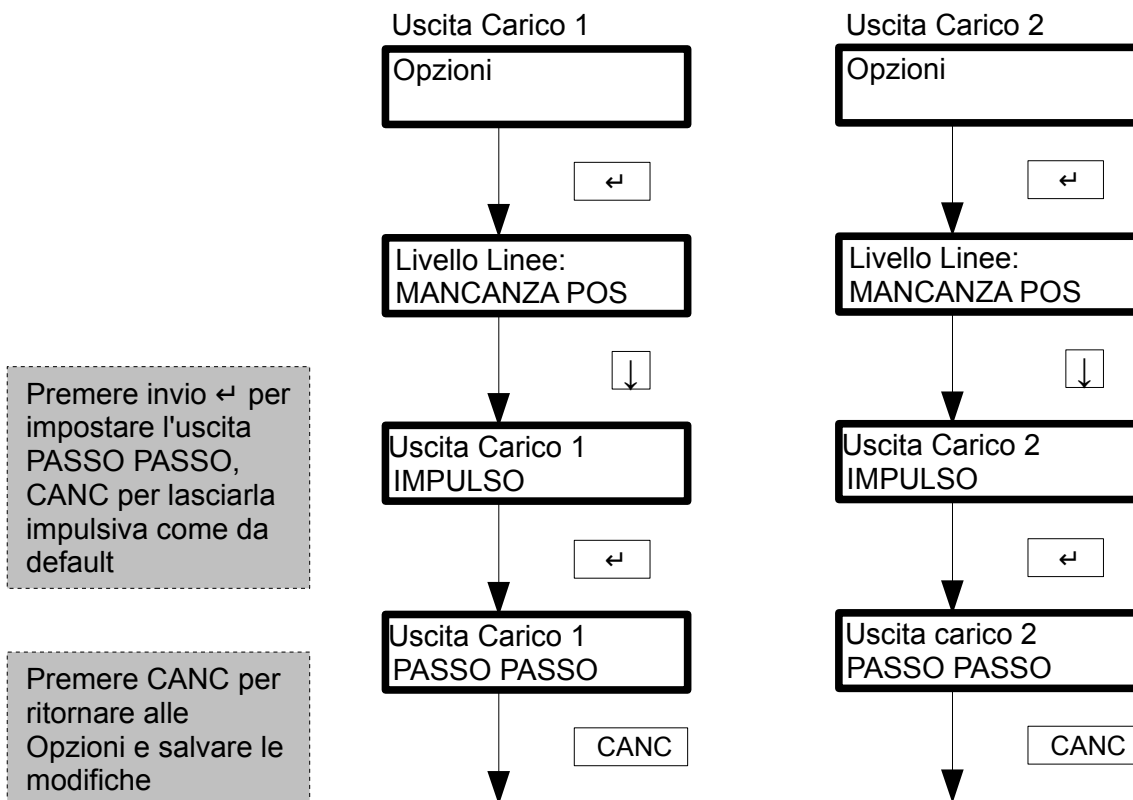 Uscita Carico 1
Opzioni
↵
Livello Linee:
MANCANZA POS
↓
Uscita Carico 1
IMPULSO
↵
Uscita Carico 1
PASSO PASSO
CANC
Uscita Carico 2
Opzioni
↵
Livello Linee:
MANCANZA POS
↓
Uscita Carico 2
IMPULSO
↵
Uscita carico 2
PASSO PASSO
CANC
Premere invio ↵ per
impostare l'uscita
PASSO PASSO,
CANC per lasciarla
impulsiva come da
default
Premere CANC per
ritornare alle
Opzioni e salvare le
modifiche